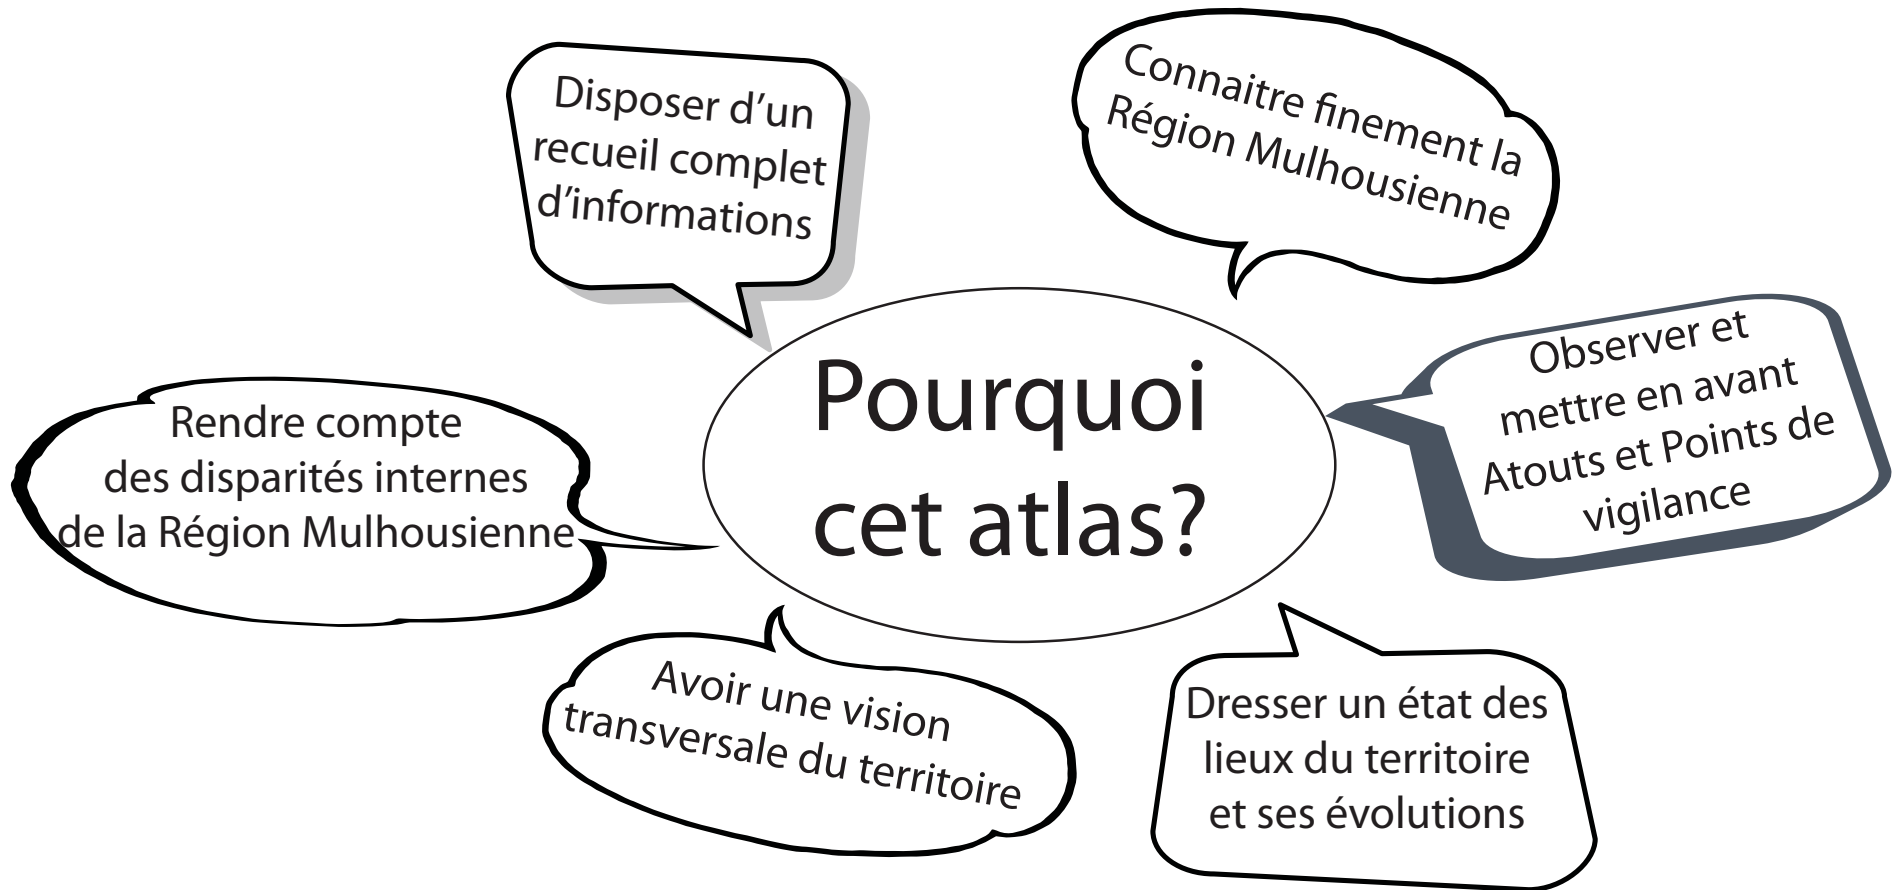 Disposer d’un
recueil complet
d’informations
Connaitre finement la
Région Mulhousienne
Pourquoi
cet atlas?
Observer et
mettre en avant
Atouts et Points de
vigilance
Rendre compte
des disparités internes
de la Région Mulhousienne
Avoir une vision
transversale du territoire
Dresser un état des
lieux du territoire
et ses évolutions